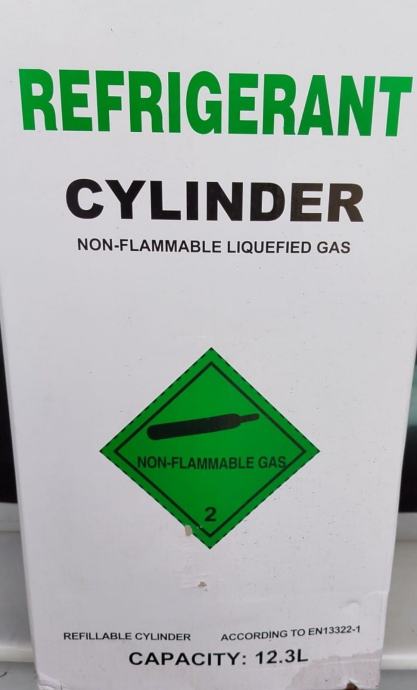 REFRIGERANT
CYLINDER
NON-FLAMMABLE LIQUEFIED GAS
NON-FLAMMABLE GAS
2
REFILLABLE CYLINDER ACCORDING TO EN13322-1
CAPACITY: 12.3L